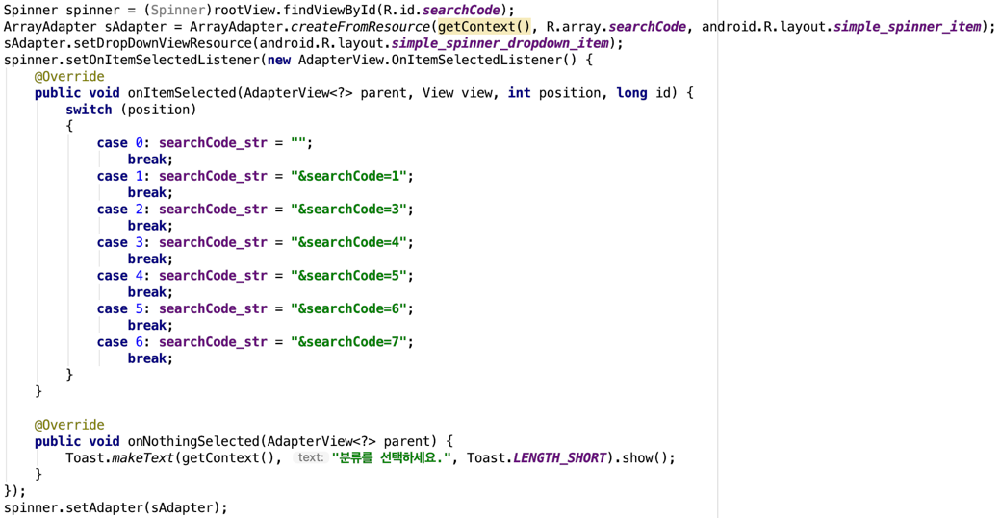 Spinner spinner = (Spinner)rootView.findViewById(R.id.searchCode);
ArrayAdapter sAdapter = ArrayAdapter.createFromResource(getContext(), R.array.searchCode, android.R.layout.simple_spinner_item);
sAdapter.setDropDownViewResource(android.R.layout.simple_spinner_dropdown_item);
spinner.setOnItemSelectedListener(new AdapterView.OnItemSelectedListener() {
    @Override
    public void onItemSelected(AdapterView<?> parent, View view, int position, long id) {
        switch (position)
        {
            case 0: searchCode_str = "";
                break;
            case 1: searchCode_str = "&searchCode=1";
                break;
            case 2: searchCode_str = "&searchCode=3";
                break;
            case 3: searchCode_str = "&searchCode=4";
                break;
            case 4: searchCode_str = "&searchCode=5";
                break;
            case 5: searchCode_str = "&searchCode=6";
                break;
            case 6: searchCode_str = "&searchCode=7";
                break;
        }
    }
    @Override
    public void onNothingSelected(AdapterView<?> parent) {
        Toast.makeText(getContext(), text: "분류를 선택하세요.", Toast.LENGTH_SHORT).show();
    }
});
spinner.setAdapter(sAdapter);